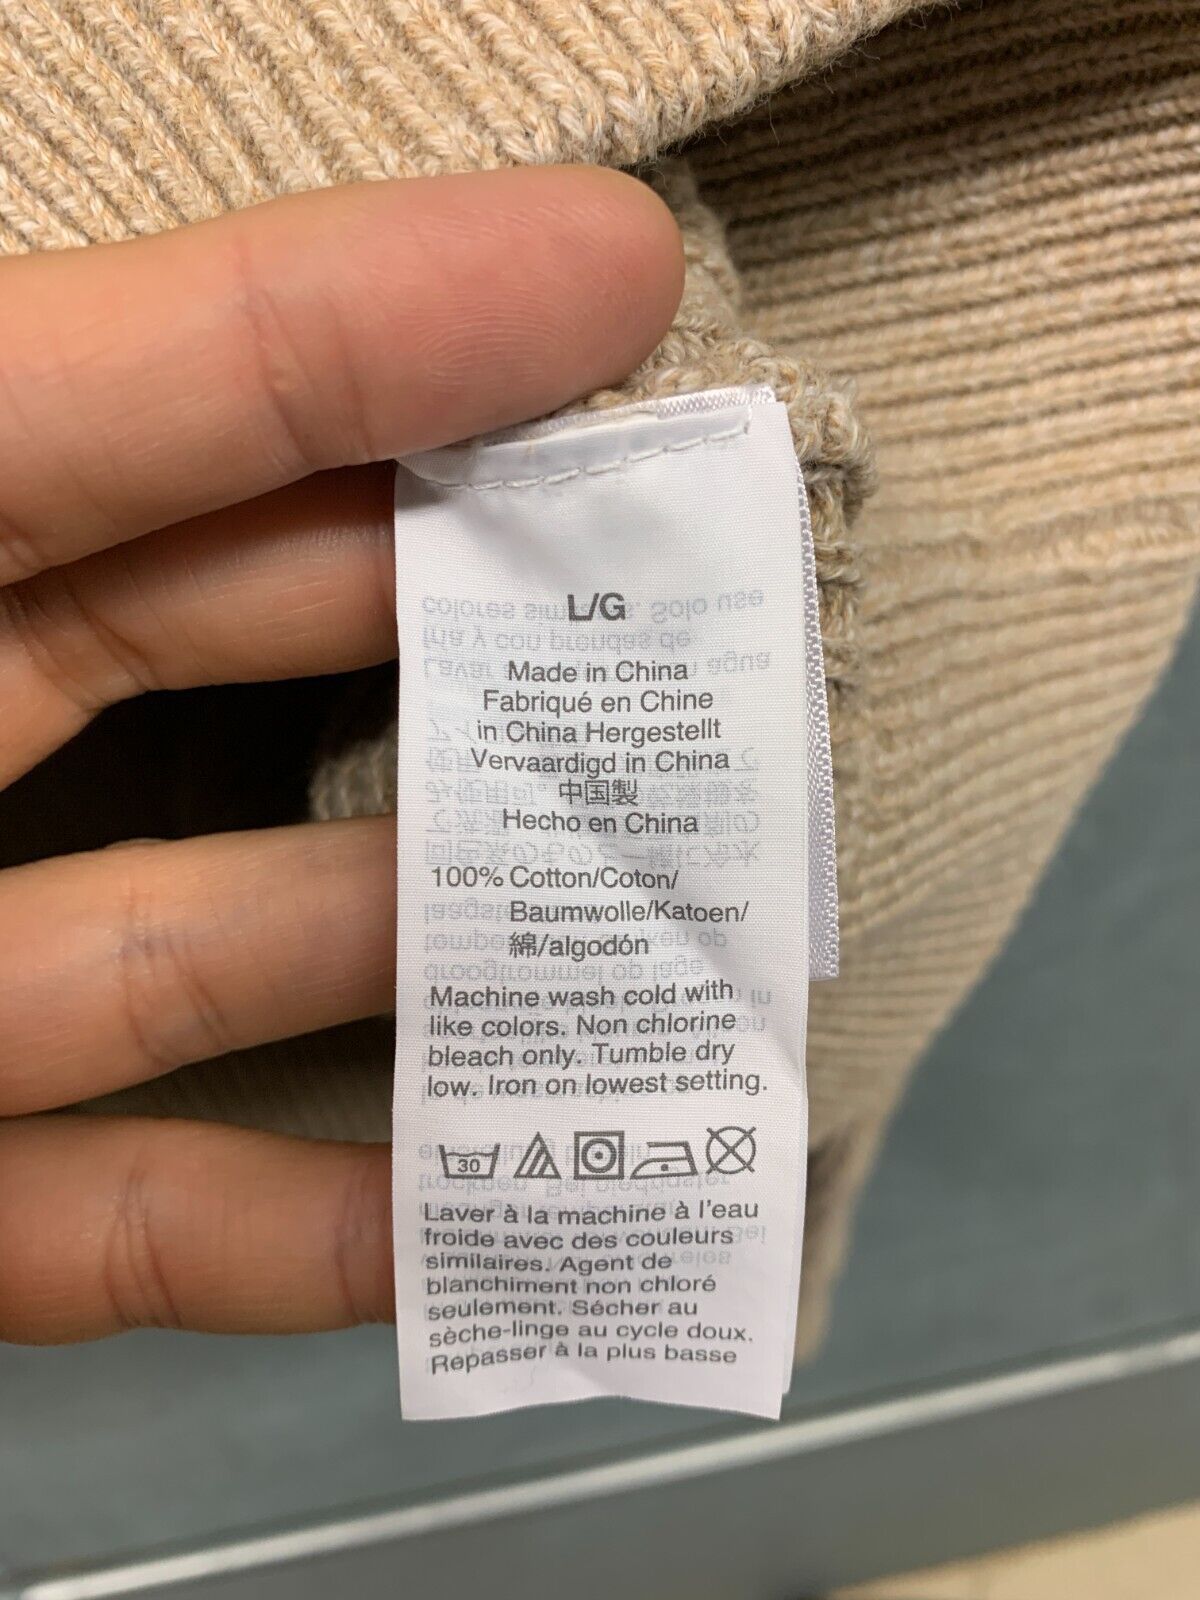 L/G
Made in China
Fabriqué en Chine
in China Hergestellt
Vervaardigd in China
中国製
Hecho en China
100% Cotton/Coton/
Baumwolle/Katoen/
綿/algodón
Machine wash cold with
like colors. Non chlorine
bleach only. Tumble dry
low. Iron on lowest setting.
30
Laver à la machine à l'eau
froide avec des couleurs
similaires. Agent de
blanchiment non chloré
seulement. Sécher au
sèche-linge au cycle doux.
Repasser à la plus basse